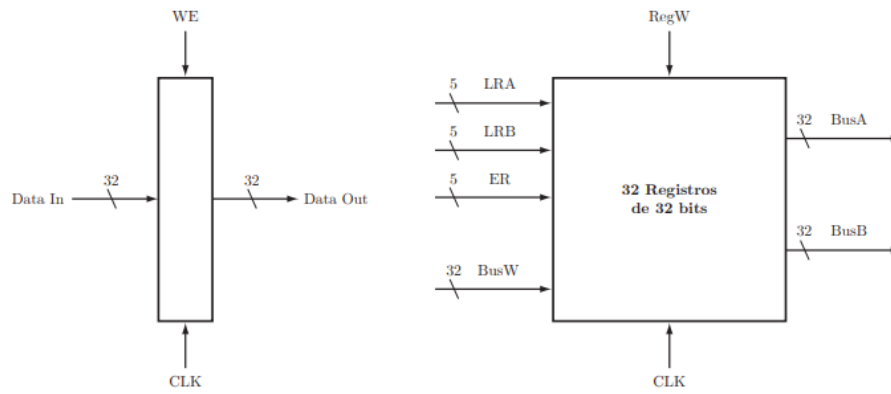 WE
32
32
Data In
Data Out
CLK
RegW
5 LRA
5 LRB
5 ER
32 BusW
32 Registros
de 32 bits
32 BusA
32 BusB
CLK